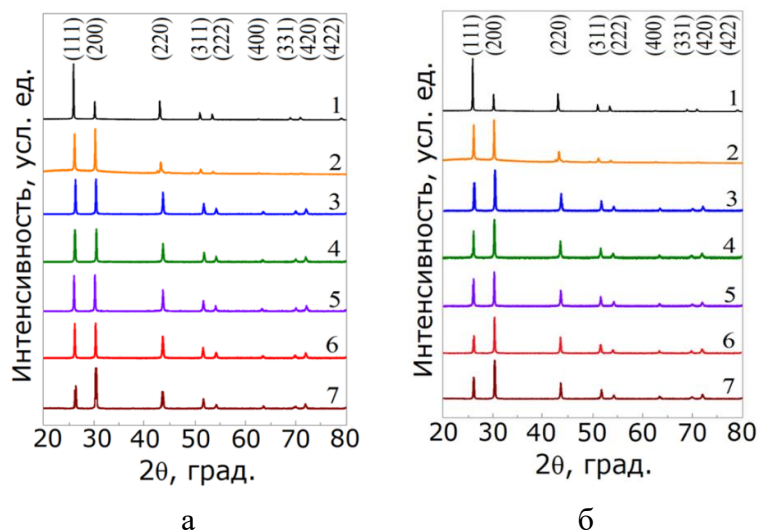 (111) (200) (220) (311) (222) (400) (331) (420) (422)
Интенсивность, усл. ед.
1
2
3
4
5
6
7
20 30 40 50 60 70 80
2θ, град.
а
(111) (200) (220) (311) (222) (400) (331) (420) (422)
Интенсивность, усл. ед.
1
2
3
4
5
6
7
20 30 40 50 60 70 80
2θ, град.
б